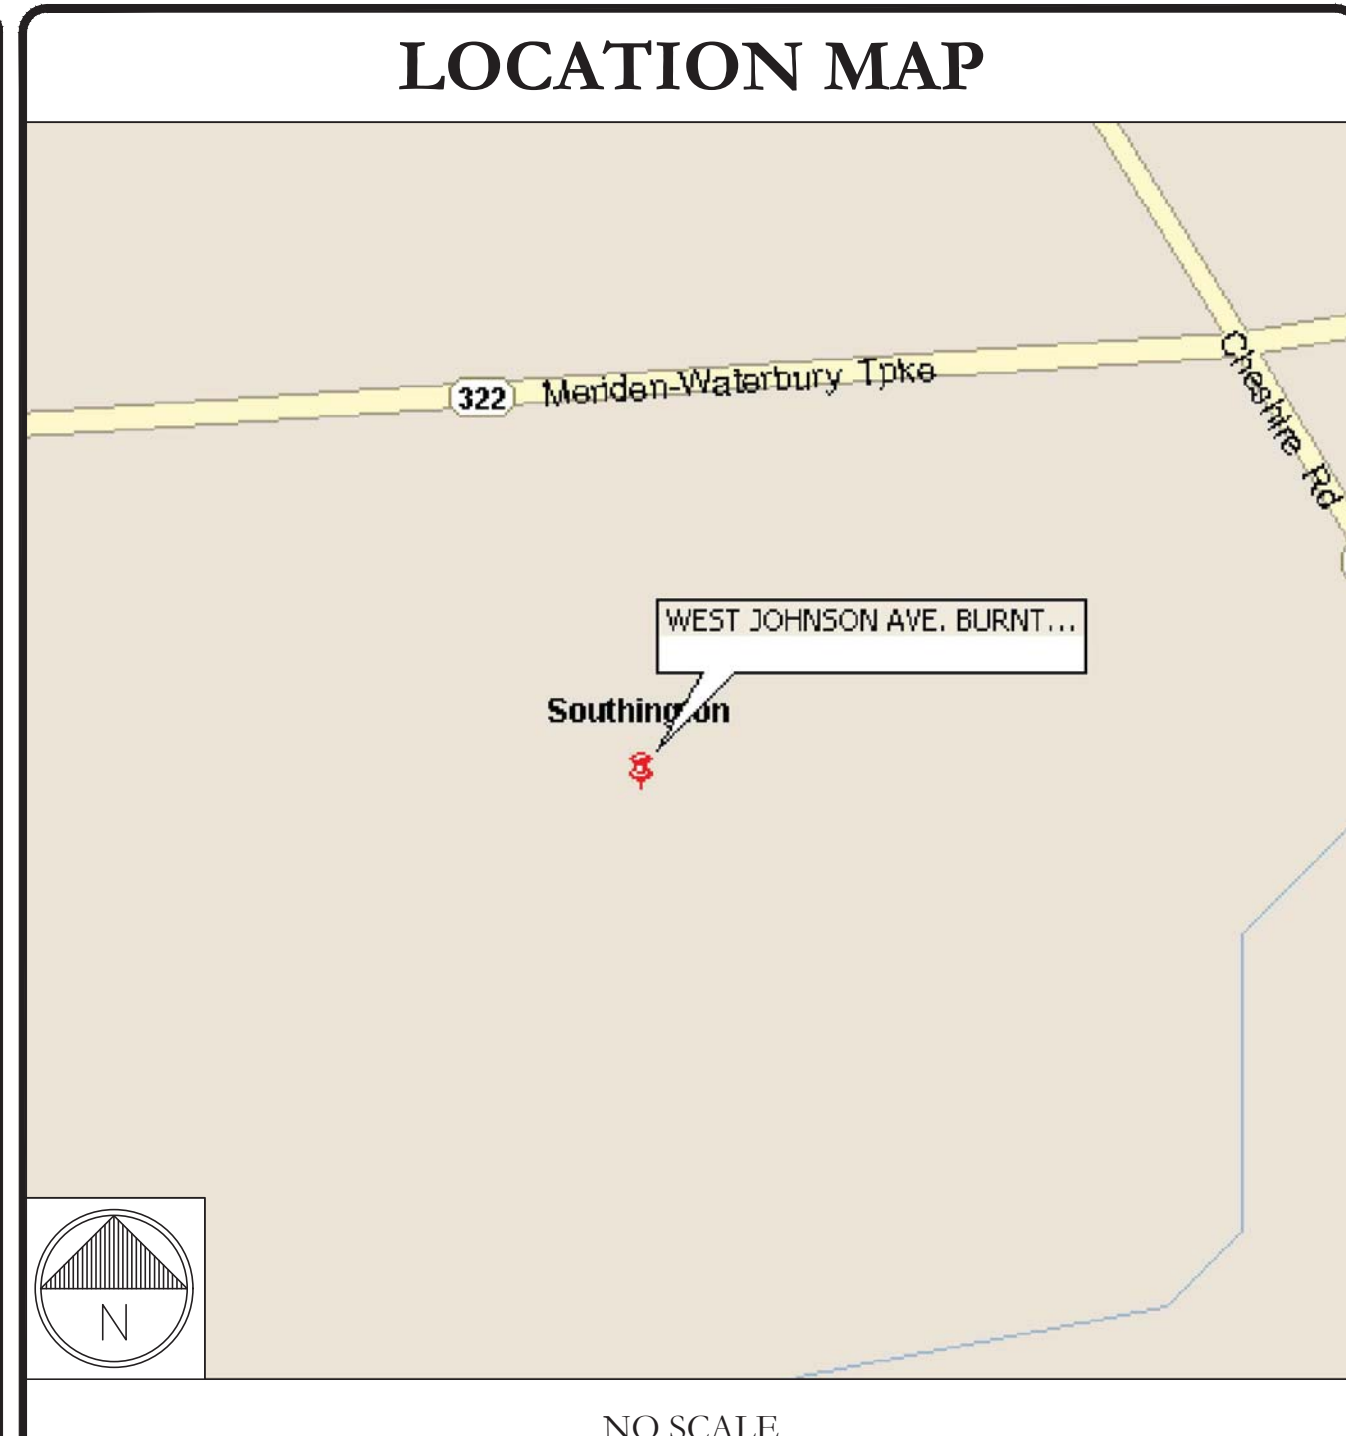 LOCATION MAP
322
Meriden-Waterbury Tpke
Cheshire Rd
WEST JOHNSON AVE. BURNT...
Southington
N
NO SCALE